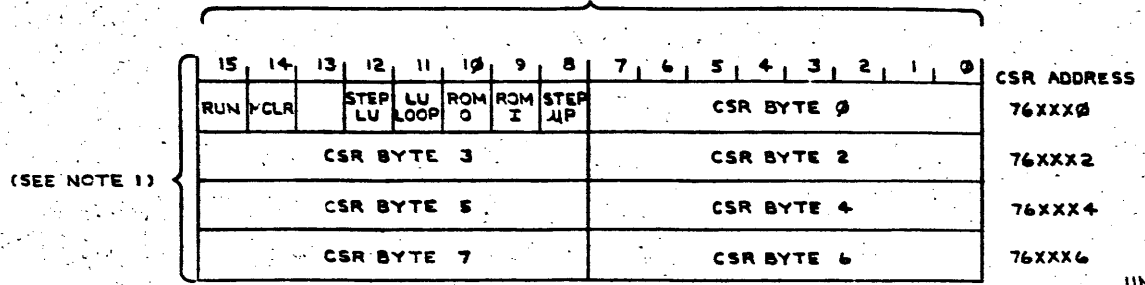 15 14 13 12 11 1Ø 9 8 7 6 5 4 3 2 1 Ø
CSR ADDRESS
RUN MCLR STEP LU LU LOOP ROM O ROM I STEP µP CSR BYTE Ø 76XXXØ
CSR BYTE 3 CSR BYTE 2 76XXX2
(SEE NOTE 1)
CSR BYTE 5 CSR BYTE 4 76XXX4
CSR BYTE 7 CSR BYTE 6 76XXX6